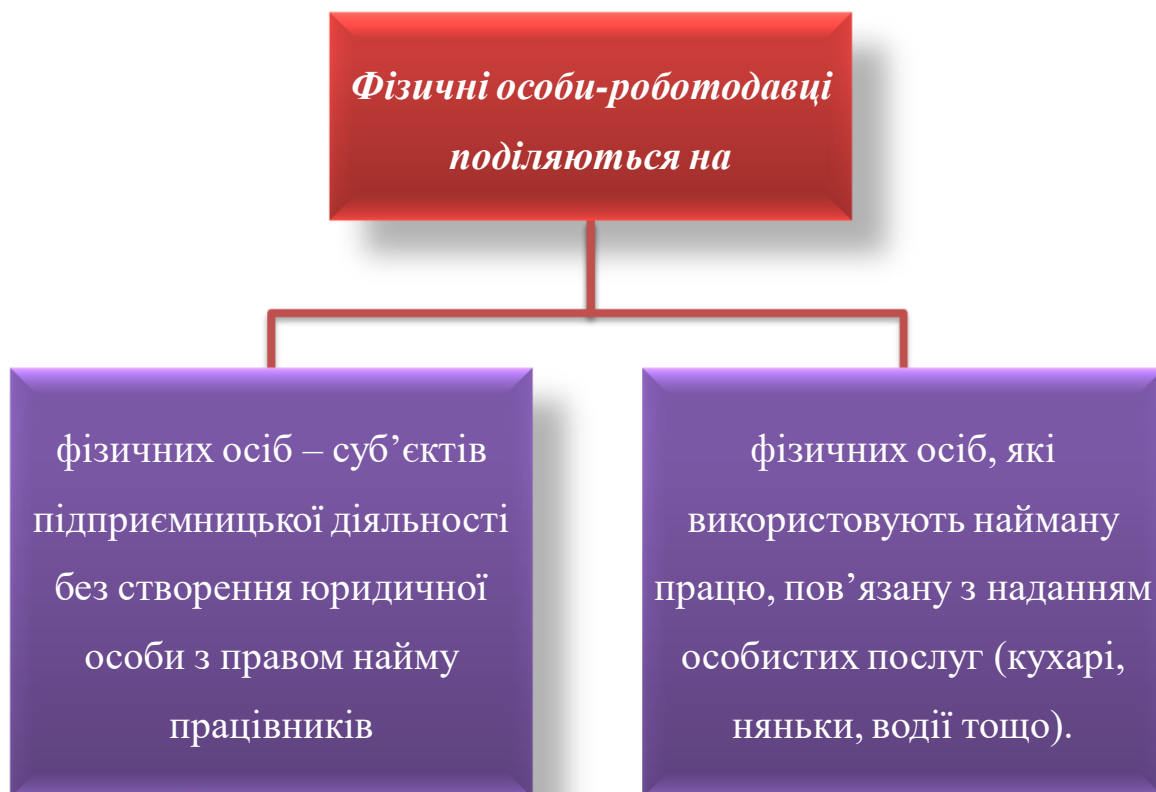 Фізичні особи-роботодавці
поділяються на
фізичних осіб – суб’єктів
підприємницької діяльності
без створення юридичної
особи з правом найму
працівників
фізичних осіб, які
використовують найману
працю, пов’язану з наданням
особистих послуг (кухарі,
няньки, водії тощо).